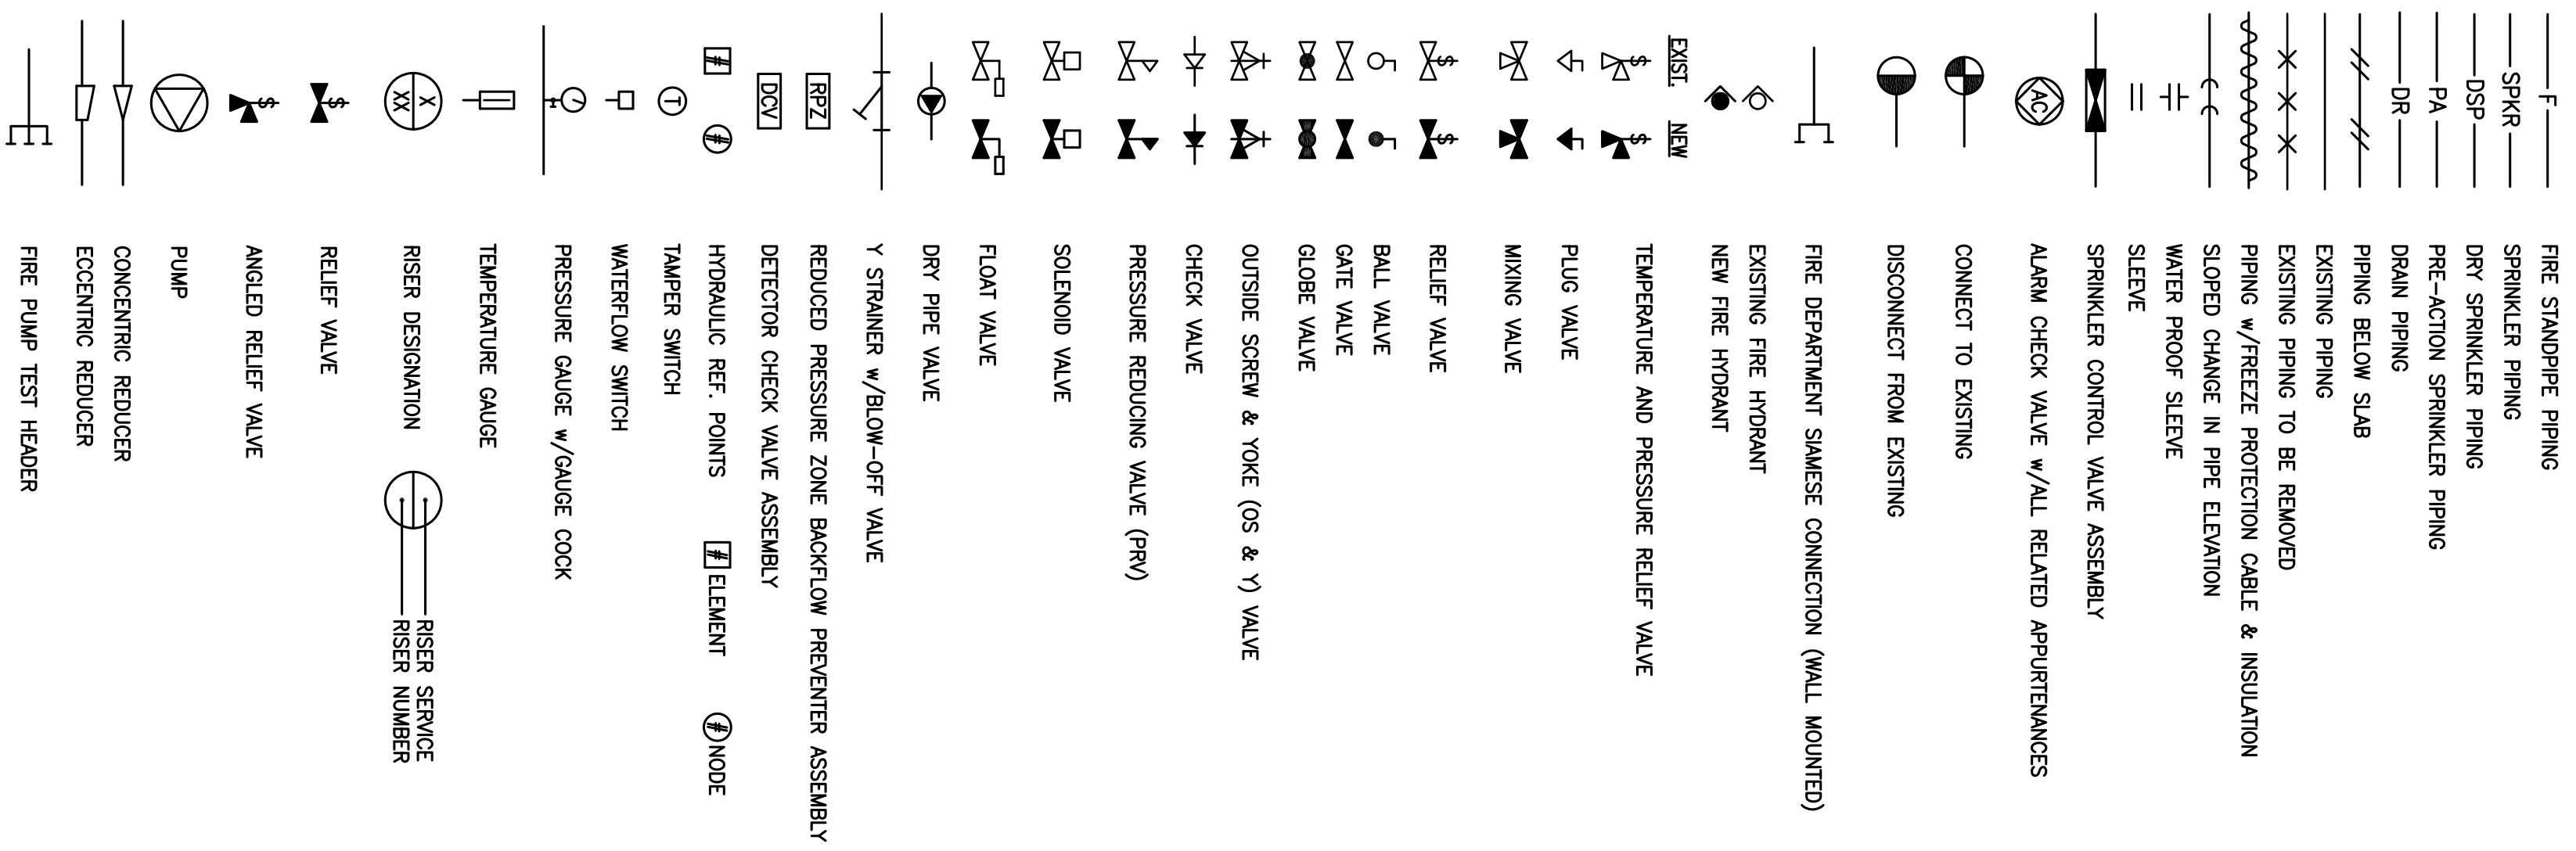 F FIRE STANDPIPE PIPING
SPKR SPRINKLER PIPING
DSP DRY SPRINKLER PIPING
PA PRE-ACTION SPRINKLER PIPING
DR DRAIN PIPING
PIPING BELOW SLAB
EXISTING PIPING
EXISTING PIPING TO BE REMOVED
PIPING w/FREEZE PROTECTION CABLE & INSULATION
SLOPED CHANGE IN PIPE ELEVATION
WATER PROOF SLEEVE
SLEEVE
SPRINKLER CONTROL VALVE ASSEMBLY
AC ALARM CHECK VALVE w/ALL RELATED APPURTENANCES
CONNECT TO EXISTING
DISCONNECT FROM EXISTING
FIRE DEPARTMENT SIAMESE CONNECTION (WALL MOUNTED)
EXISTING FIRE HYDRANT
NEW FIRE HYDRANT
EXIST. NEW
S S TEMPERATURE AND PRESSURE RELIEF VALVE
PLUG VALVE
MIXING VALVE
S S RELIEF VALVE
BALL VALVE
GATE VALVE
GLOBE VALVE
OUTSIDE SCREW & YOKE (OS & Y) VALVE
CHECK VALVE
PRESSURE REDUCING VALVE (PRV)
SOLENOID VALVE
FLOAT VALVE
DRY PIPE VALVE
Y STRAINER w/BLOW-OFF VALVE
RPZ REDUCED PRESSURE ZONE BACKFLOW PREVENTER ASSEMBLY
DCV DETECTOR CHECK VALVE ASSEMBLY
# # HYDRAULIC REF. POINTS # ELEMENT # NODE
T TAMPER SWITCH
WATERFLOW SWITCH
PRESSURE GAUGE w/GAUGE COCK
TEMPERATURE GAUGE
X
XX
RISER DESIGNATION
RISER SERVICE
RISER NUMBER
S RELIEF VALVE
S ANGLED RELIEF VALVE
PUMP
CONCENTRIC REDUCER
ECCENTRIC REDUCER
FIRE PUMP TEST HEADER